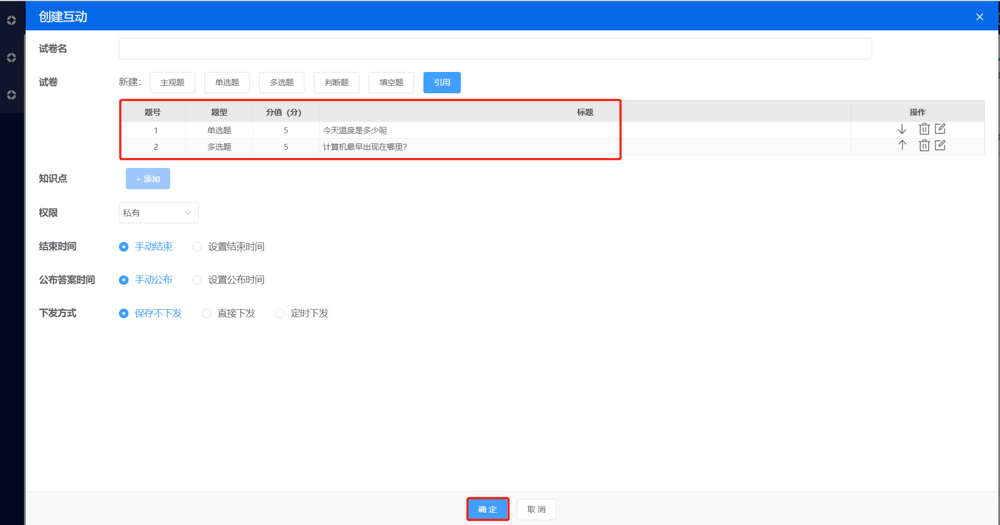 创建互动
试卷名
试卷 新建： 主观题 单选题 多选题 判断题 填空题 引用
题号 题型 分值（分） 标题 操作
1 单选题 5 今天温度是多少呢
2 多选题 5 计算机最早出现在哪里?
知识点 + 添加
权限 私有
结束时间 手动结束 设置结束时间
公布答案时间 手动公布 设置公布时间
下发方式 保存不下发 直接下发 定时下发
确 定 取 消